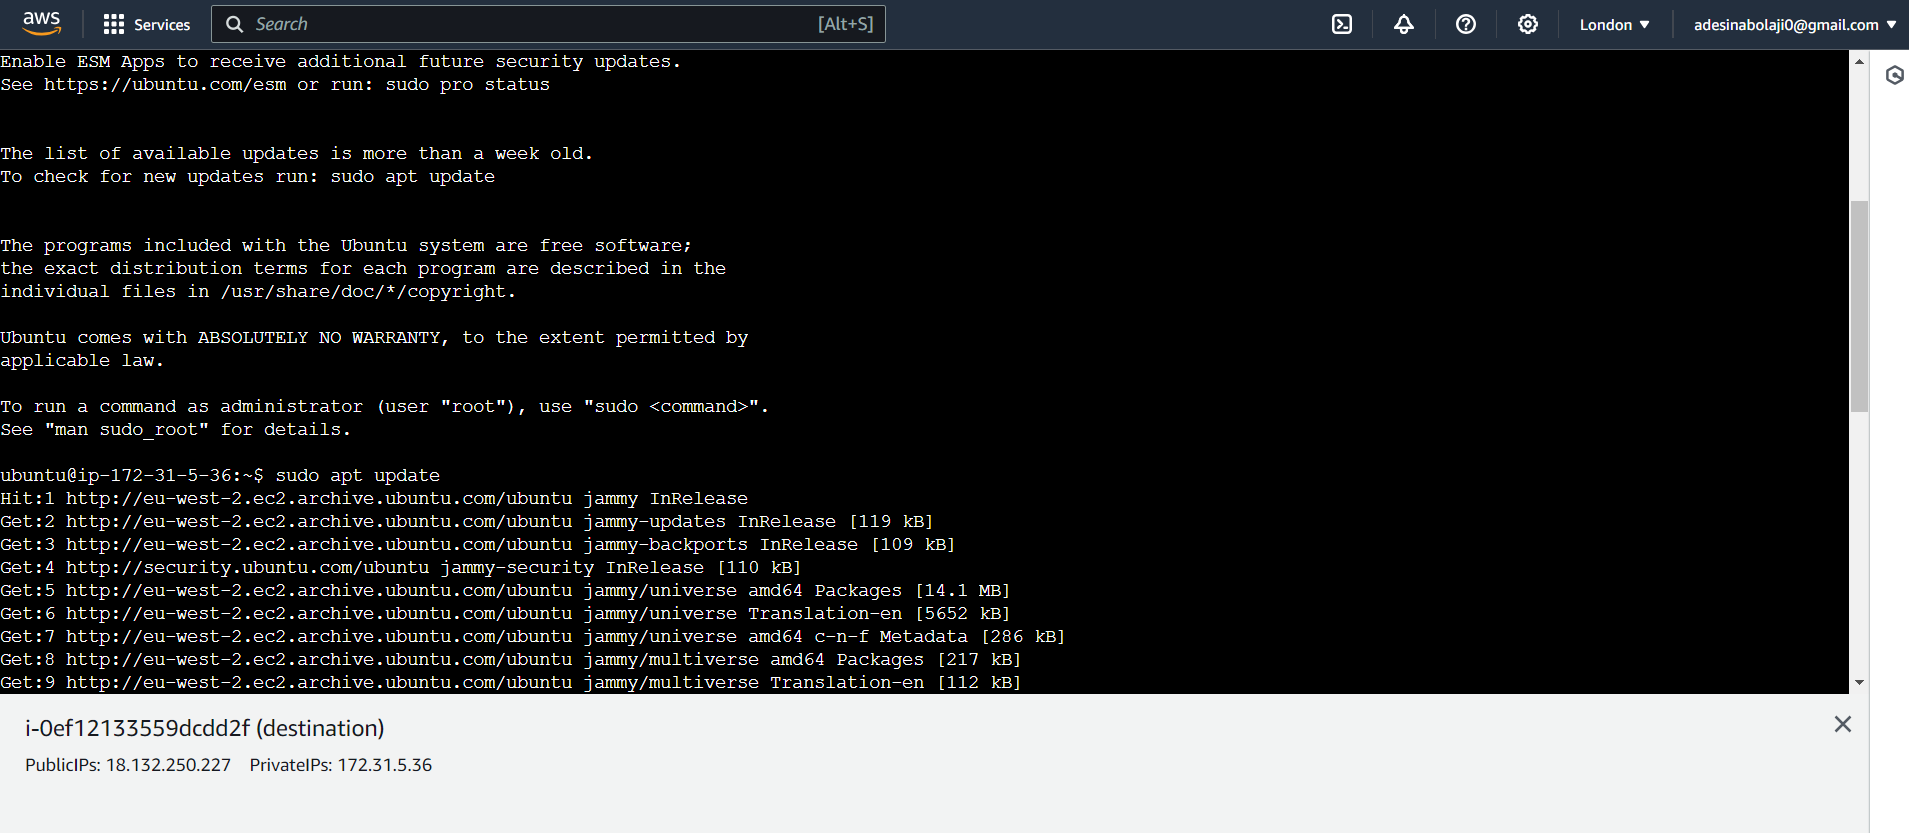 aws Services Search [Alt+S] London adesinabolaji0@gmail.com
Enable ESM Apps to receive additional future security updates.
See https://ubuntu.com/esm or run: sudo pro status
The list of available updates is more than a week old.
To check for new updates run: sudo apt update
The programs included with the Ubuntu system are free software;
the exact distribution terms for each program are described in the
individual files in /usr/share/doc/*/copyright.
Ubuntu comes with ABSOLUTELY NO WARRANTY, to the extent permitted by
applicable law.
To run a command as administrator (user "root"), use "sudo <command>".
See "man sudo_root" for details.
ubuntu@ip-172-31-5-36:~$ sudo apt update
Hit:1 http://eu-west-2.ec2.archive.ubuntu.com/ubuntu jammy InRelease
Get:2 http://eu-west-2.ec2.archive.ubuntu.com/ubuntu jammy-updates InRelease [119 kB]
Get:3 http://eu-west-2.ec2.archive.ubuntu.com/ubuntu jammy-backports InRelease [109 kB]
Get:4 http://security.ubuntu.com/ubuntu jammy-security InRelease [110 kB]
Get:5 http://eu-west-2.ec2.archive.ubuntu.com/ubuntu jammy/universe amd64 Packages [14.1 MB]
Get:6 http://eu-west-2.ec2.archive.ubuntu.com/ubuntu jammy/universe Translation-en [5652 kB]
Get:7 http://eu-west-2.ec2.archive.ubuntu.com/ubuntu jammy/universe amd64 c-n-f Metadata [286 kB]
Get:8 http://eu-west-2.ec2.archive.ubuntu.com/ubuntu jammy/multiverse amd64 Packages [217 kB]
Get:9 http://eu-west-2.ec2.archive.ubuntu.com/ubuntu jammy/multiverse Translation-en [112 kB]
i-0ef12133559dcdd2f (destination)
PublicIPs: 18.132.250.227 PrivateIPs: 172.31.5.36